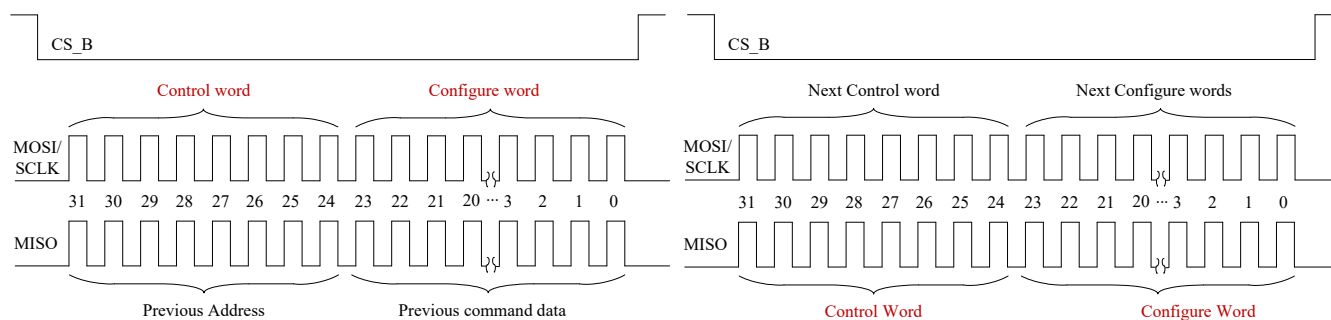 CS_B
Control word Configure word
MOSI/
SCLK
31 30 29 28 27 26 25 24 23 22 21 20 ··· 3 2 1 0
MISO
Previous Address Previous command data
CS_B
Next Control word Next Configure words
MOSI/
SCLK
31 30 29 28 27 26 25 24 23 22 21 20 ··· 3 2 1 0
MISO
Control Word Configure Word